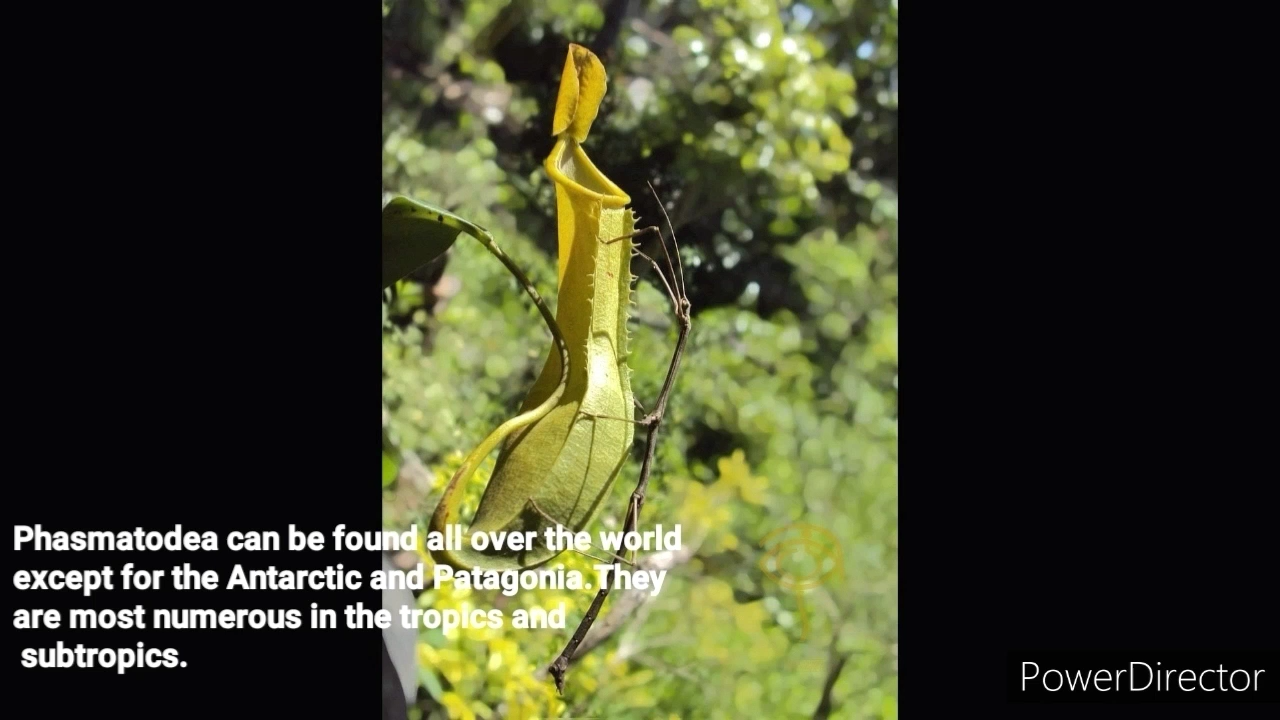 Phasmatodea can be found all over the world
except for the Antarctic and Patagonia.They
are most numerous in the tropics and
subtropics.
PowerDirector